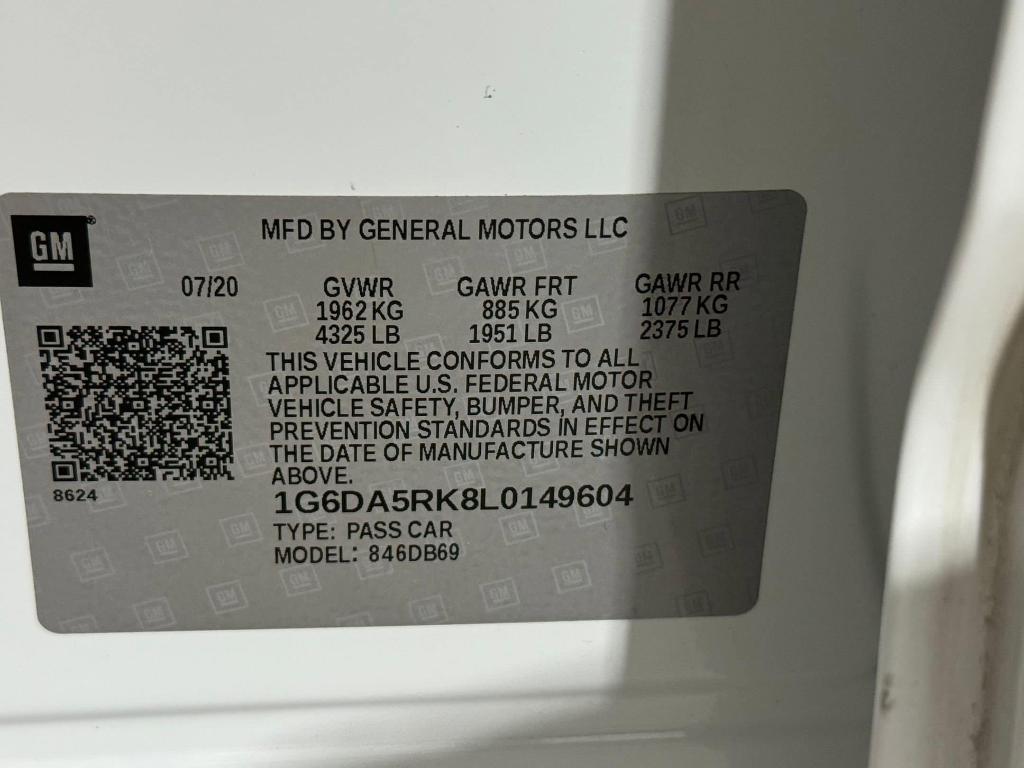 GM
MFD BY GENERAL MOTORS LLC
07/20 GVWR GAWR FRT GAWR RR
1962 KG 885 KG 1077 KG
4325 LB 1951 LB 2375 LB
THIS VEHICLE CONFORMS TO ALL
APPLICABLE U.S. FEDERAL MOTOR
VEHICLE SAFETY, BUMPER, AND THEFT
PREVENTION STANDARDS IN EFFECT ON
THE DATE OF MANUFACTURE SHOWN
ABOVE.
8624
1G6DA5RK8L0149604
TYPE: PASS CAR
MODEL: 846DB69